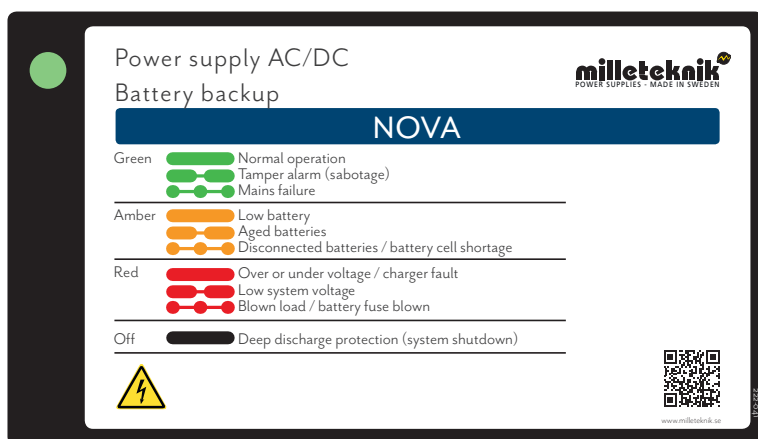 Power supply AC/DC
Battery backup
milleteknik
POWER SUPPLIES - MADE IN SWEDEN
NOVA
Green Normal operation
Tamper alarm (sabotage)
Mains failure
Amber Low battery
Aged batteries
Disconnected batteries / battery cell shortage
Red Over or under voltage / charger fault
Low system voltage
Blown load / battery fuse blown
Off Deep discharge protection (system shutdown)
www.milleteknik.se